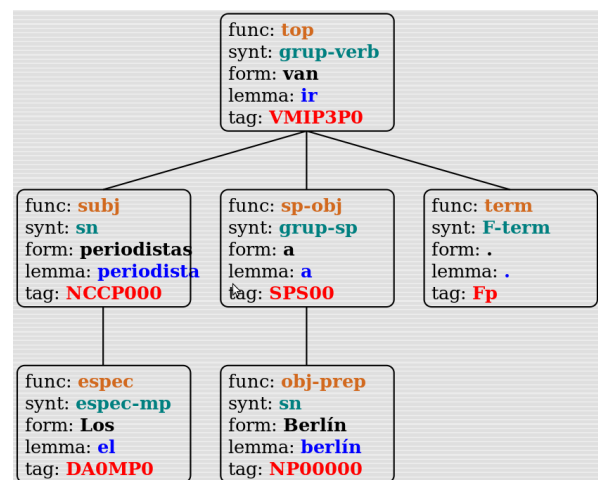 func: top
synt: grup-verb
form: van
lemma: ir
tag: VMIP3P0
func: subj
synt: sn
form: periodistas
lemma: periodista
tag: NCCP000
func: sp-obj
synt: grup-sp
form: a
lemma: a
tag: SPS00
func: term
synt: F-term
form: .
lemma: .
tag: Fp
func: espec
synt: espec-mp
form: Los
lemma: el
tag: DA0MP0
func: obj-prep
synt: sn
form: Berlín
lemma: berlín
tag: NP00000